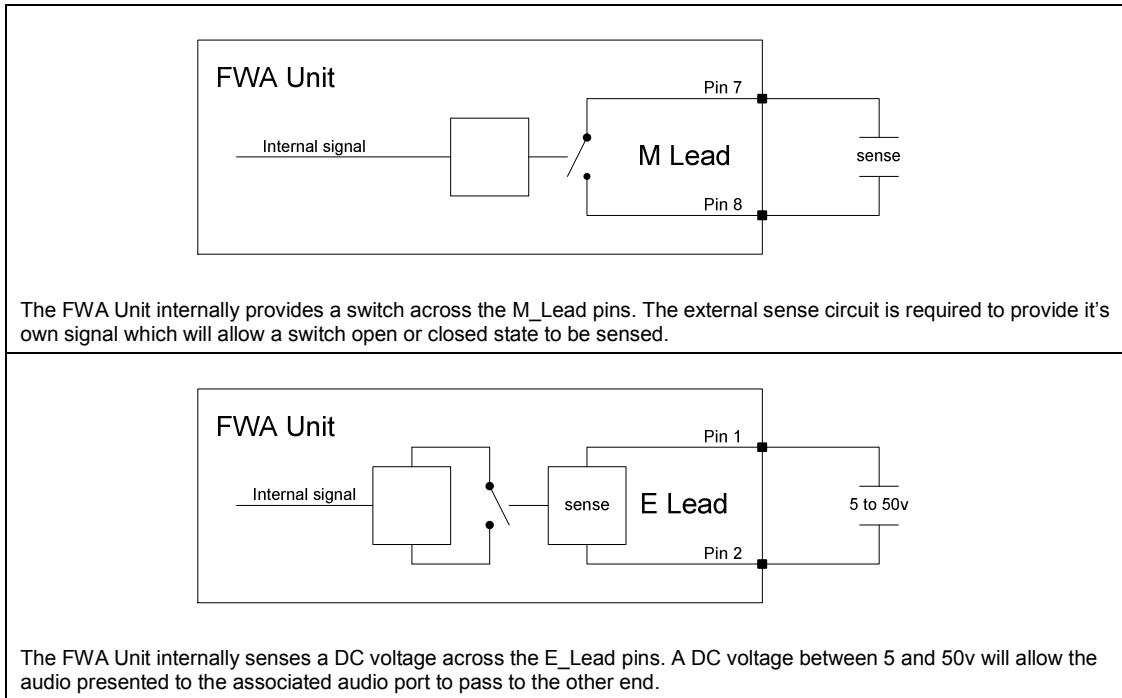 FWA Unit
Pin 7
Internal signal
M Lead
sense
Pin 8
The FWA Unit internally provides a switch across the M_Lead pins. The external sense circuit is required to provide it's
own signal which will allow a switch open or closed state to be sensed.
FWA Unit
Pin 1
Internal signal
sense
E Lead
5 to 50v
Pin 2
The FWA Unit internally senses a DC voltage across the E_Lead pins. A DC voltage between 5 and 50v will allow the
audio presented to the associated audio port to pass to the other end.